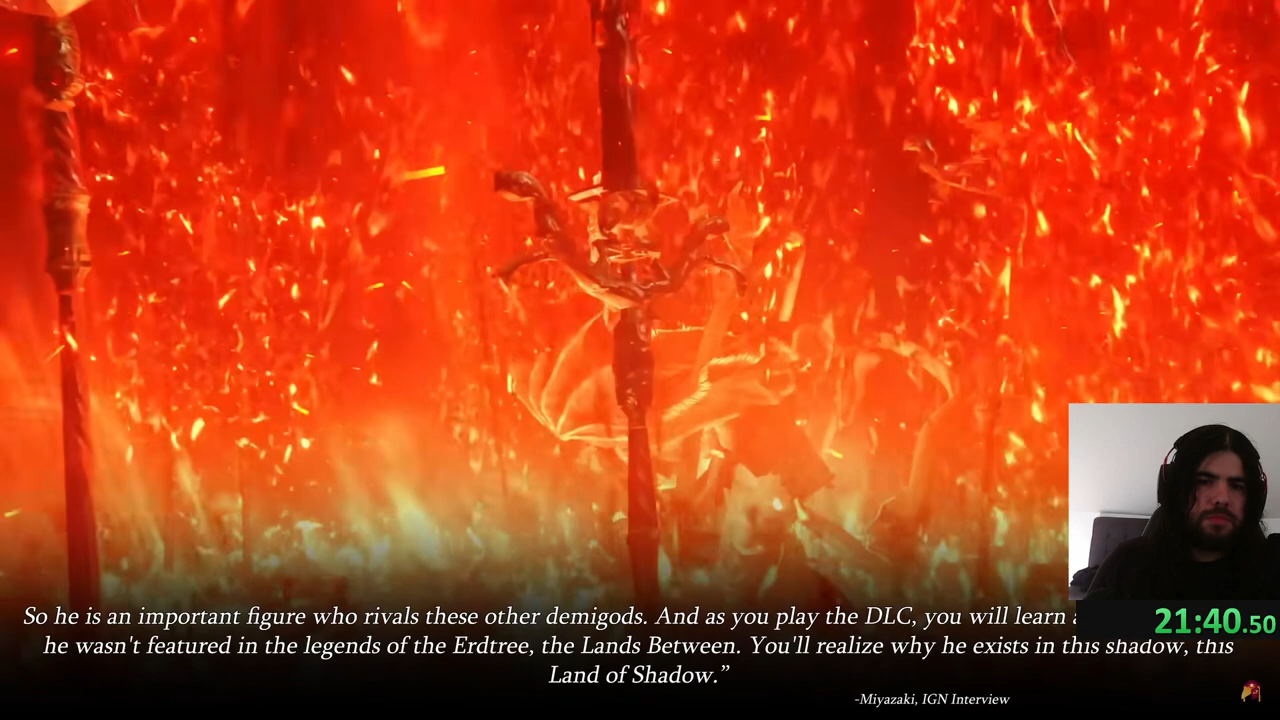 So he is an important figure who rivals these other demigods. And as you play the DLC, you will learn
he wasn't featured in the legends of the Erdtree, the Lands Between. You'll realize why he exists in this shadow, this
Land of Shadow.”
-Miyazaki, IGN Interview
21:40.50